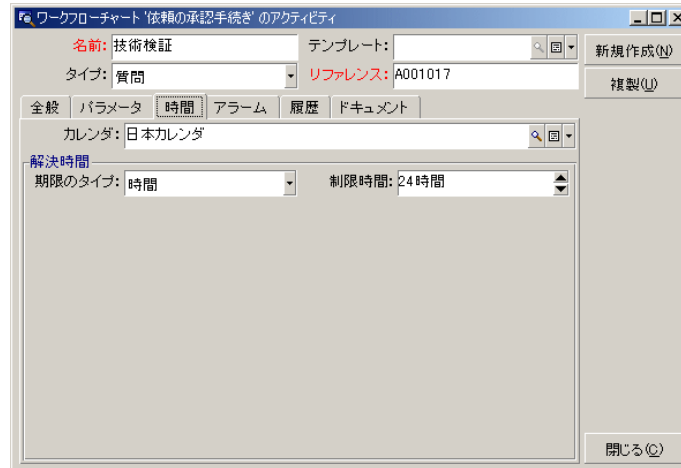 ワークフローチャート '依頼の承認手続き' のアクティビティ
名前: 技術検証 テンプレート: 新規作成(N)
タイプ: 質問 リファレンス: A001017 複製(U)
全般 パラメータ 時間 アラーム 履歴 ドキュメント
カレンダ: 日本カレンダ
解決時間
期限のタイプ: 時間 制限時間: 24時間
閉じる(C)